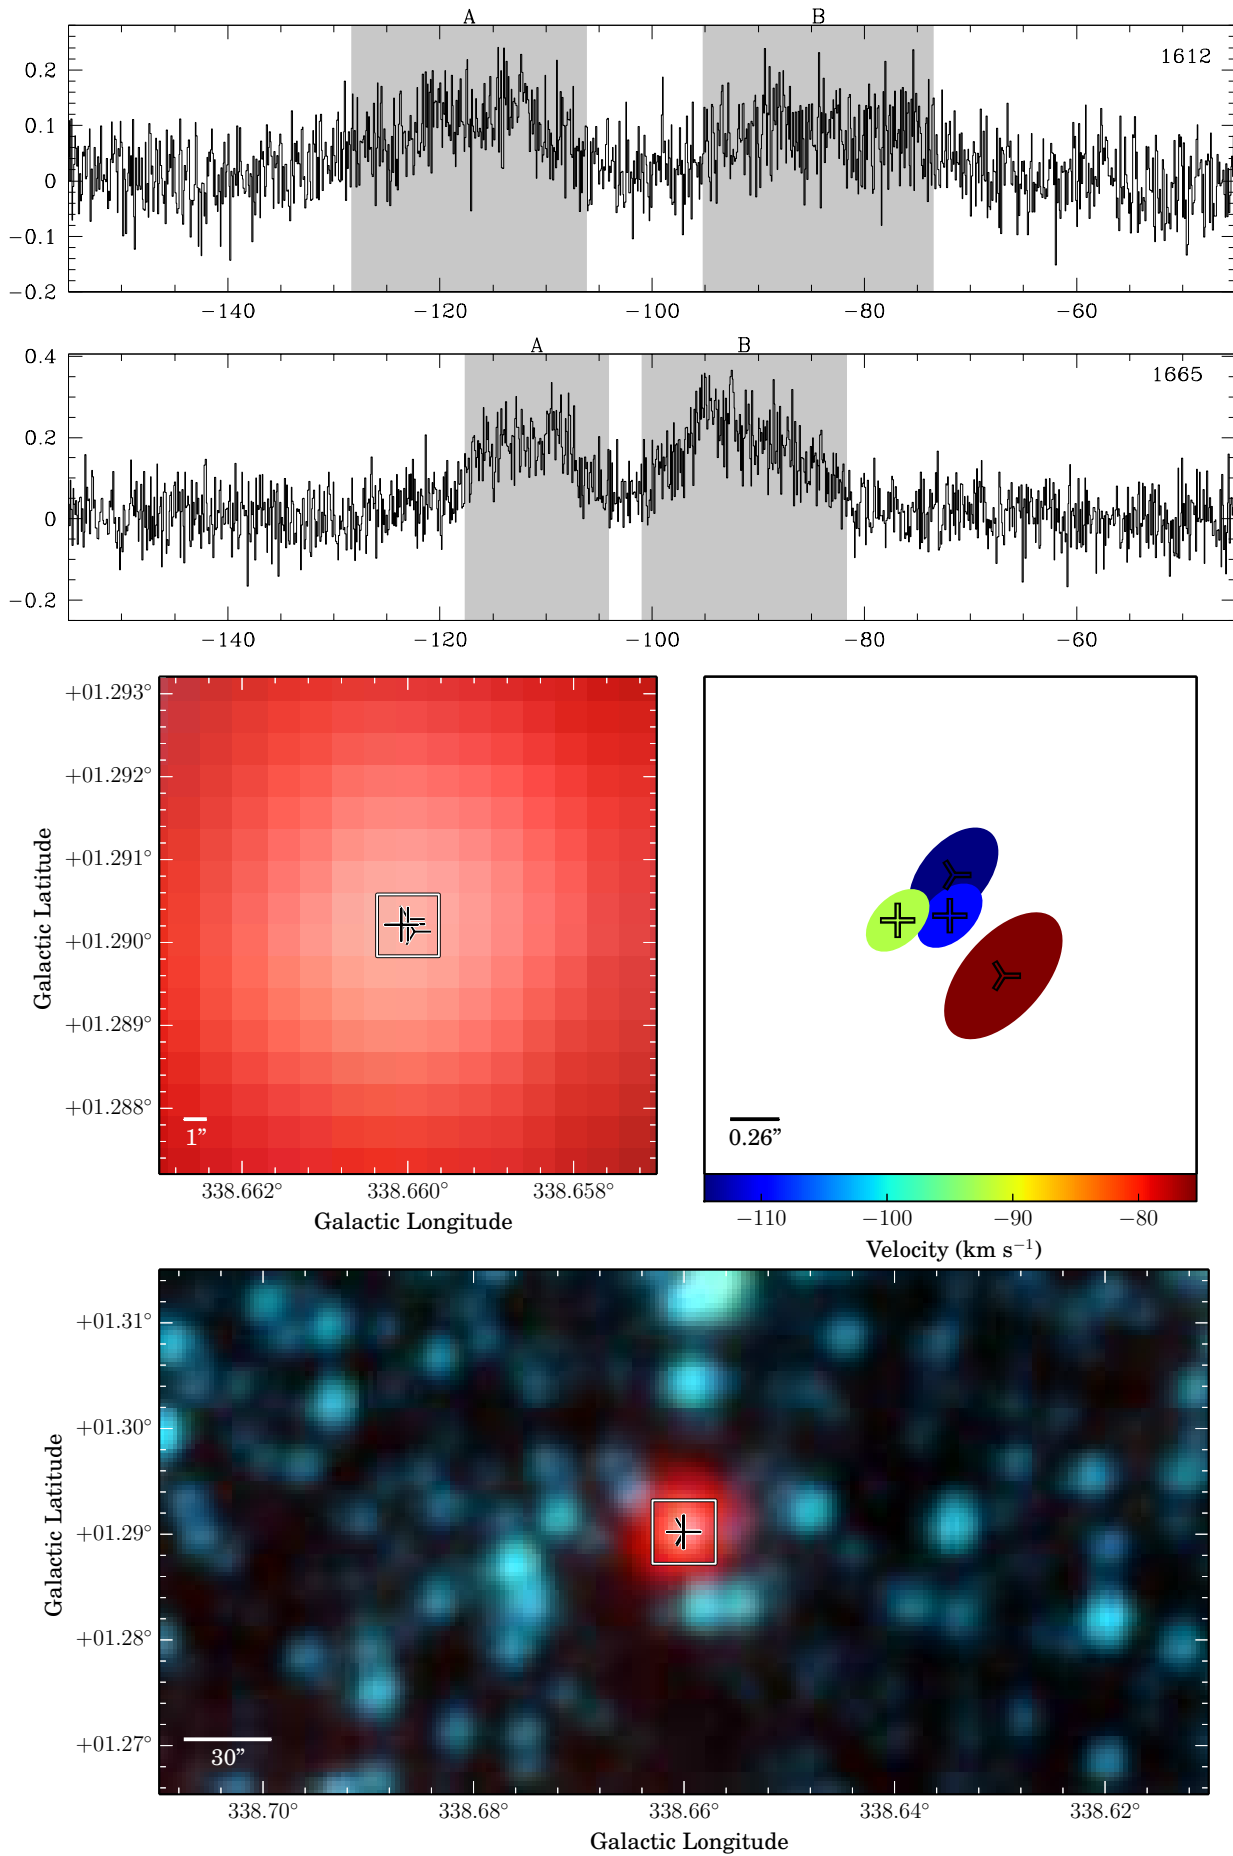 A B
1612
0.2
0.1
0
−0.1
−0.2
−140 −120 −100 −80 −60
A B
1665
0.4
0.2
0
−0.2
−140 −120 −100 −80 −60
+01.293°
+01.292°
+01.291°
+01.290°
+01.289°
+01.288°
Galactic Latitude
1”
338.662° 338.660° 338.658°
Galactic Longitude
0.26”
−110 −100 −90 −80
Velocity (km s−1)
+01.31°
+01.30°
+01.29°
+01.28°
+01.27°
Galactic Latitude
30”
338.70° 338.68° 338.66° 338.64° 338.62°
Galactic Longitude